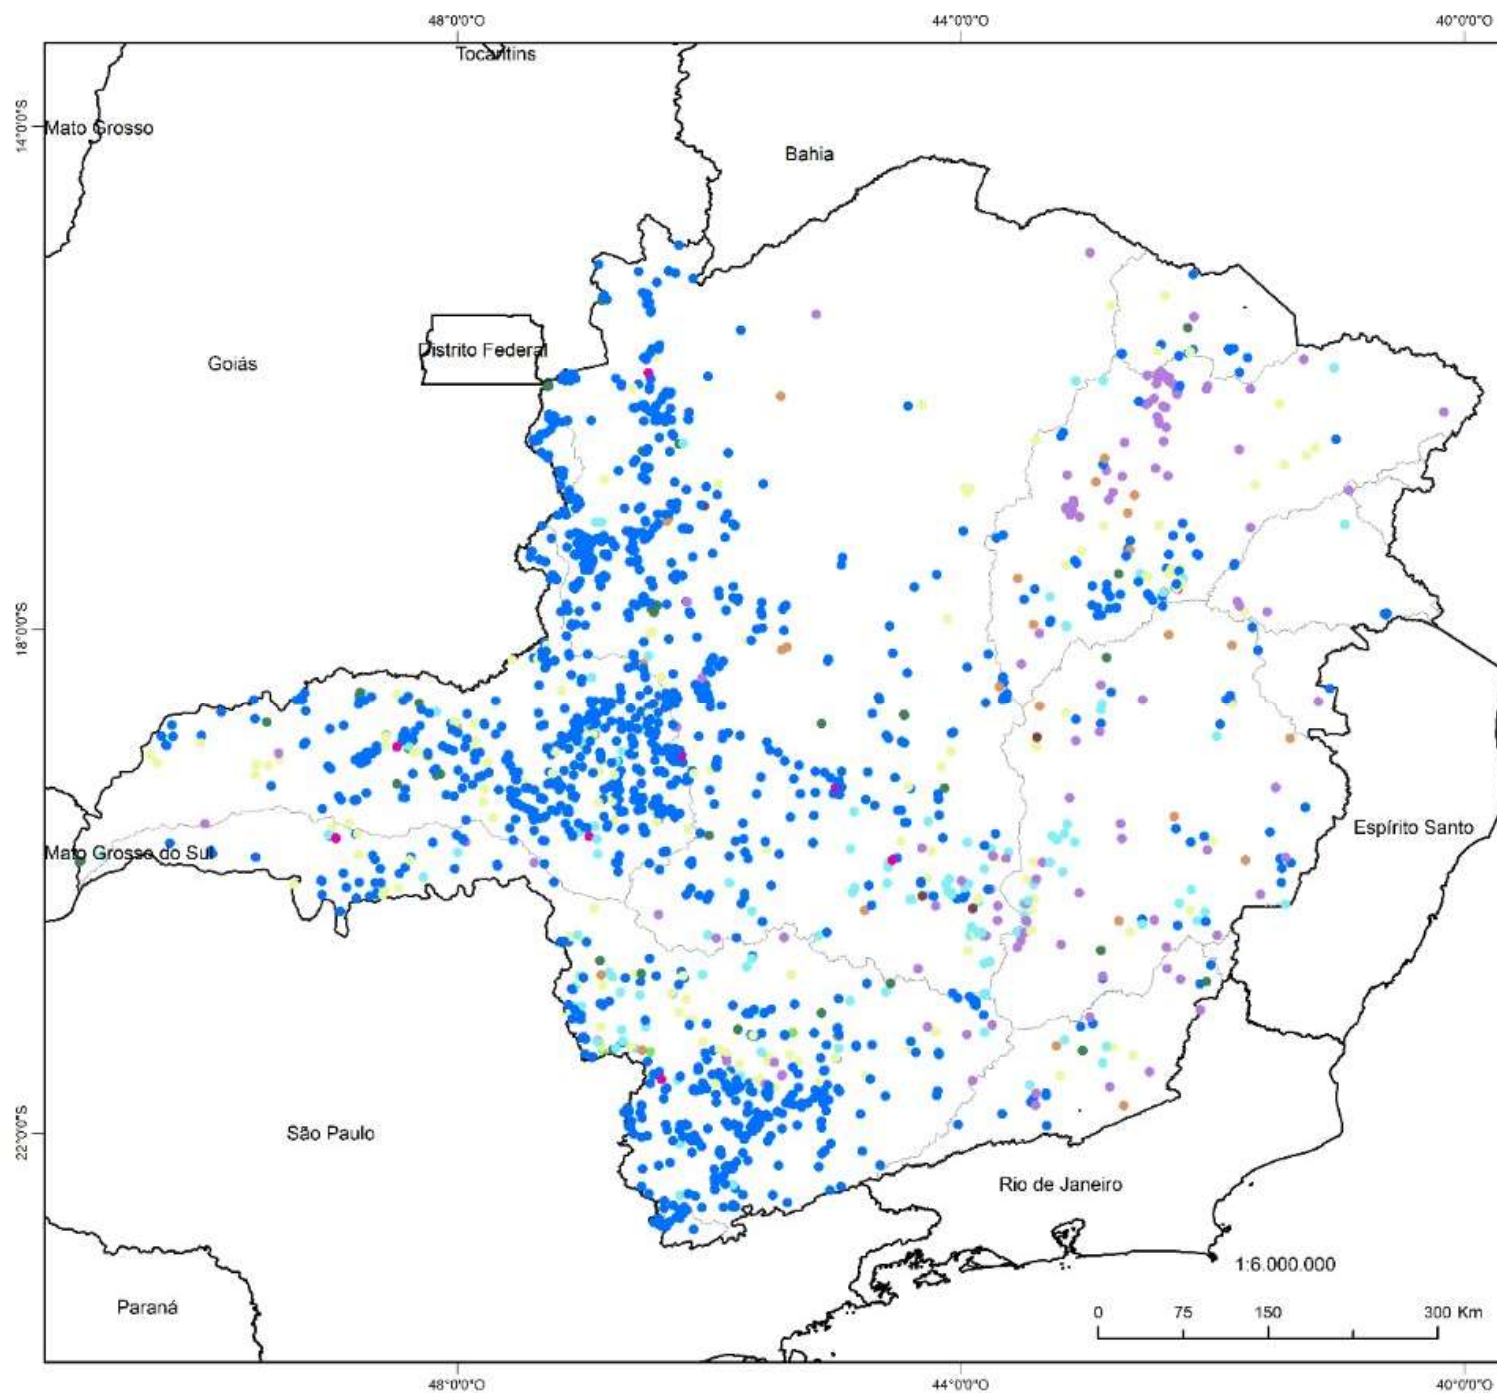 48°0'0"O
44°0'0"O
40°0'0"O
Tocantins
14°0'0"S
Mato Grosso
Bahia
Distrito Federal
Goiás
18°0'0"S
Espírito Santo
Mato Grosso do Sul
22°0'0"S
São Paulo
Rio de Janeiro
1:6.000.000
Paraná
0 75 150 300 Km
48°0'0"O
44°0'0"O
40°0'0"O